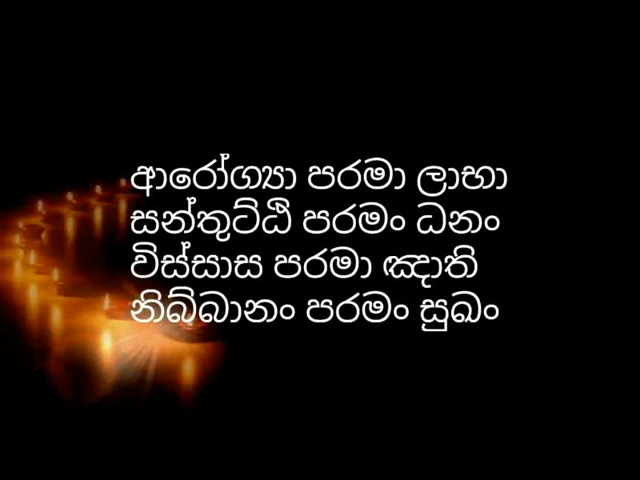 ආරෝග්‍යා පරමා ලාභා
සන්තුට්ඨි පරමං ධනං
විස්සාස පරමා ඤාති
නිබ්බානං පරමං සුඛං